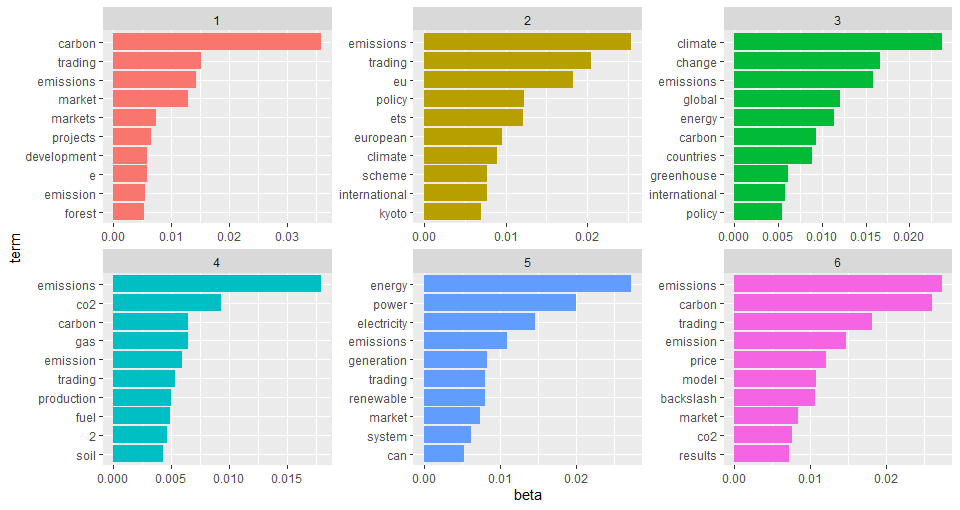 1
carbon
trading
emissions
market
markets
projects
development
e
emission
forest
0.00 0.01 0.02 0.03
2
emissions
trading
eu
policy
ets
european
climate
scheme
international
kyoto
0.00 0.01 0.02
3
climate
change
emissions
global
energy
carbon
countries
greenhouse
international
policy
0.000 0.005 0.010 0.015 0.020
term
4
emissions
co2
carbon
gas
emission
trading
production
fuel
2
soil
0.000 0.005 0.010 0.015
5
energy
power
electricity
emissions
generation
trading
renewable
market
system
can
0.00 0.01 0.02
6
emissions
carbon
trading
emission
price
model
backslash
market
co2
results
0.00 0.01 0.02
beta